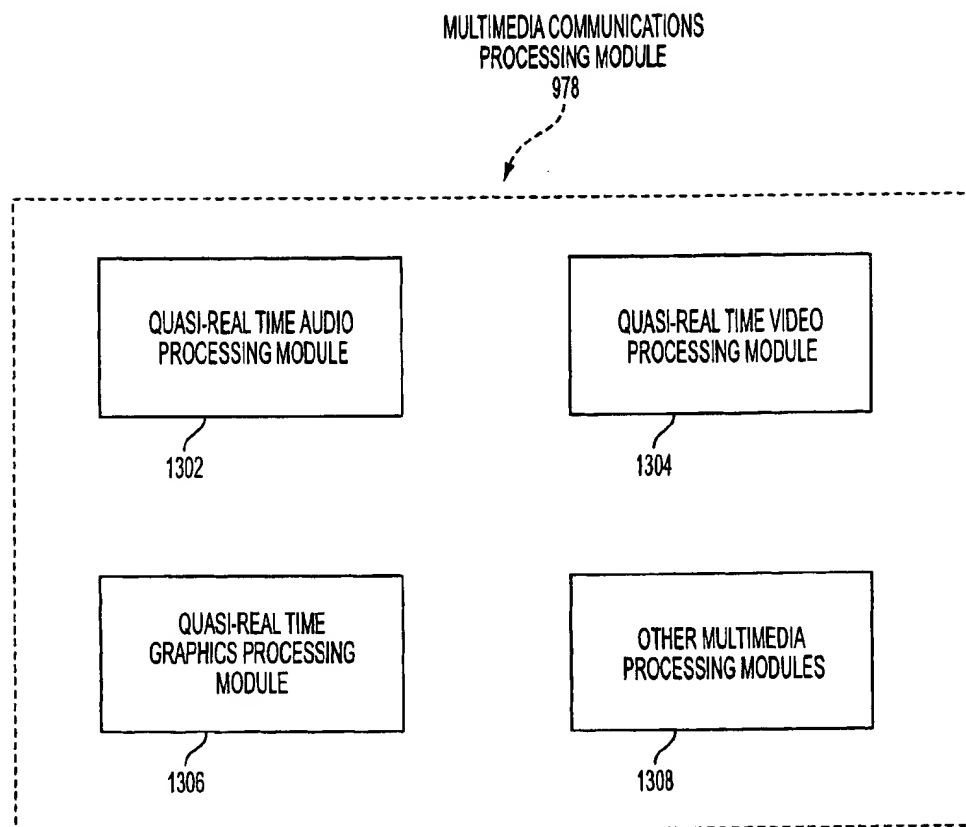 MULTIMEDIA COMMUNICATIONS
PROCESSING MODULE
978
QUASI-REAL TIME AUDIO
PROCESSING MODULE
1302
QUASI-REAL TIME VIDEO
PROCESSING MODULE
1304
QUASI-REAL TIME
GRAPHICS PROCESSING
MODULE
1306
OTHER MULTIMEDIA
PROCESSING MODULES
1308